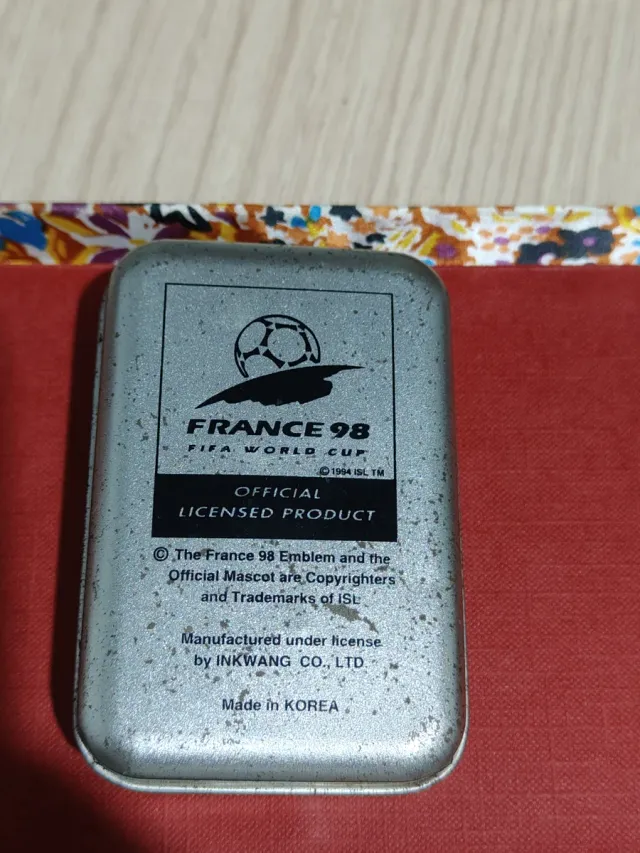 FRANCE 98
FIFA WORLD CUP
© 1994 ISL TM
OFFICIAL
LICENSED PRODUCT
© The France 98 Emblem and the
Official Mascot are Copyrighters
and Trademarks of ISL
Manufactured under license
by INKWANG CO., LTD.
Made in KOREA